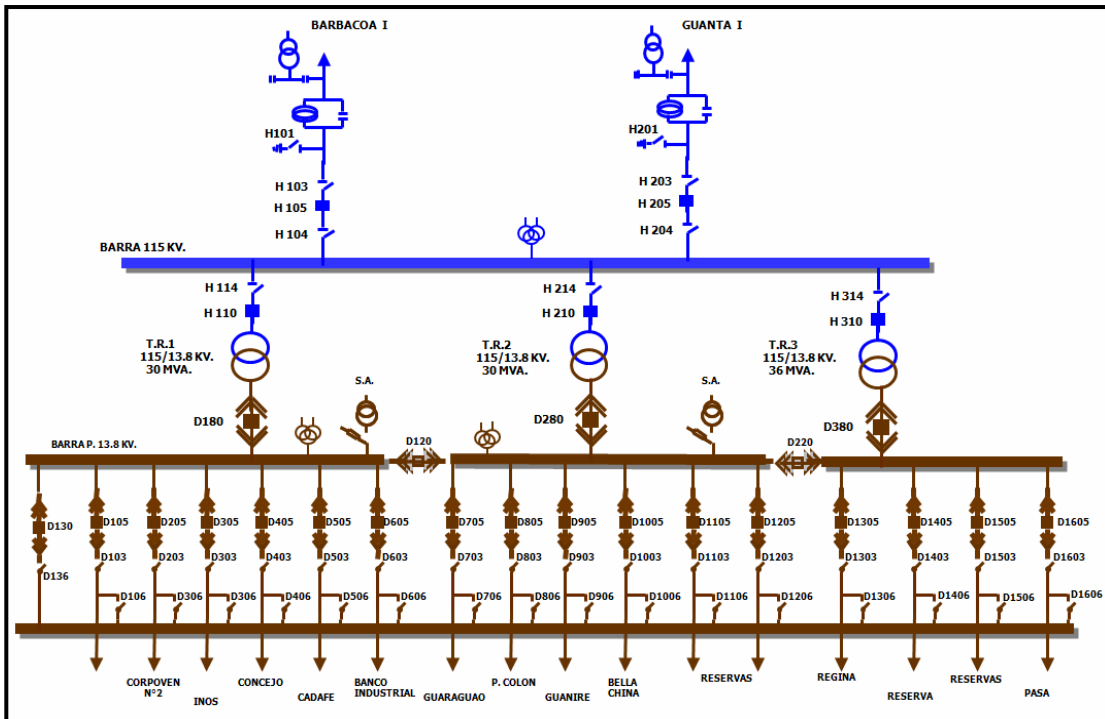 BARBACOA I
GUANTA I
H101
H201
H 103
H 203
H 105
H 205
H 104
H 204
BARRA 115 KV.
H 114
H 214
H 314
H 110
H 210
H 310
T.R.1
115/13.8 KV.
30 MVA.
T.R.2
115/13.8 KV.
30 MVA.
T.R.3
115/13.8 KV.
36 MVA.
S.A.
S.A.
D180
D280
D380
BARRA P. 13.8 KV.
D120
D220
D130
D105
D205
D305
D405
D505
D605
D705
D805
D905
D1005
D1105
D1205
D1305
D1405
D1505
D1605
D136
D103
D203
D303
D403
D503
D603
D703
D803
D903
D1003
D1103
D1203
D1303
D1403
D1503
D1603
D106
D306
D306
D406
D506
D606
D706
D806
D906
D1006
D1106
D1206
D1306
D1406
D1506
D1606
CORPOVEN
N°2
INOS
CONCEJO
CADAFE
BANCO
INDUSTRIAL
GUARAGUAO
P. COLON
GUANIRE
BELLA
CHINA
RESERVAS
REGINA
RESERVA
RESERVAS
PASA